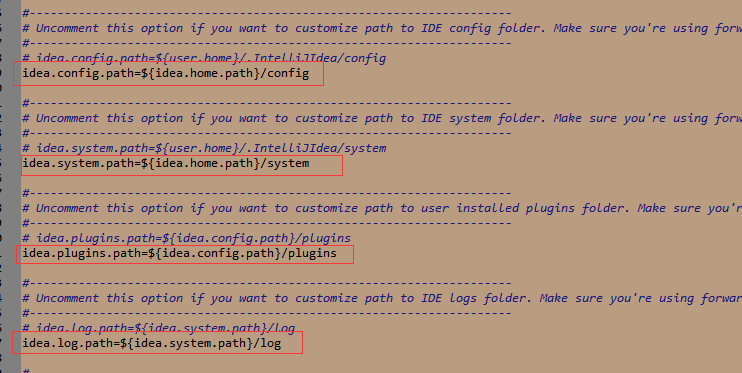 #----------------------------------------------------------------------
# Uncomment this option if you want to customize path to IDE config folder. Make sure you're using
#----------------------------------------------------------------------
# idea.config.path=${user.home}/.IntelliJIdea/config
idea.config.path=${idea.home.path}/config
#----------------------------------------------------------------------
# Uncomment this option if you want to customize path to IDE system folder. Make sure you're using
#----------------------------------------------------------------------
# idea.system.path=${user.home}/.IntelliJIdea/system
idea.system.path=${idea.home.path}/system
#----------------------------------------------------------------------
# Uncomment this option if you want to customize path to user installed plugins folder. Make sure
#----------------------------------------------------------------------
# idea.plugins.path=${idea.config.path}/plugins
idea.plugins.path=${idea.config.path}/plugins
#----------------------------------------------------------------------
# Uncomment this option if you want to customize path to IDE logs folder. Make sure you're using
#----------------------------------------------------------------------
# idea.log.path=${idea.system.path}/log
idea.log.path=${idea.system.path}/log